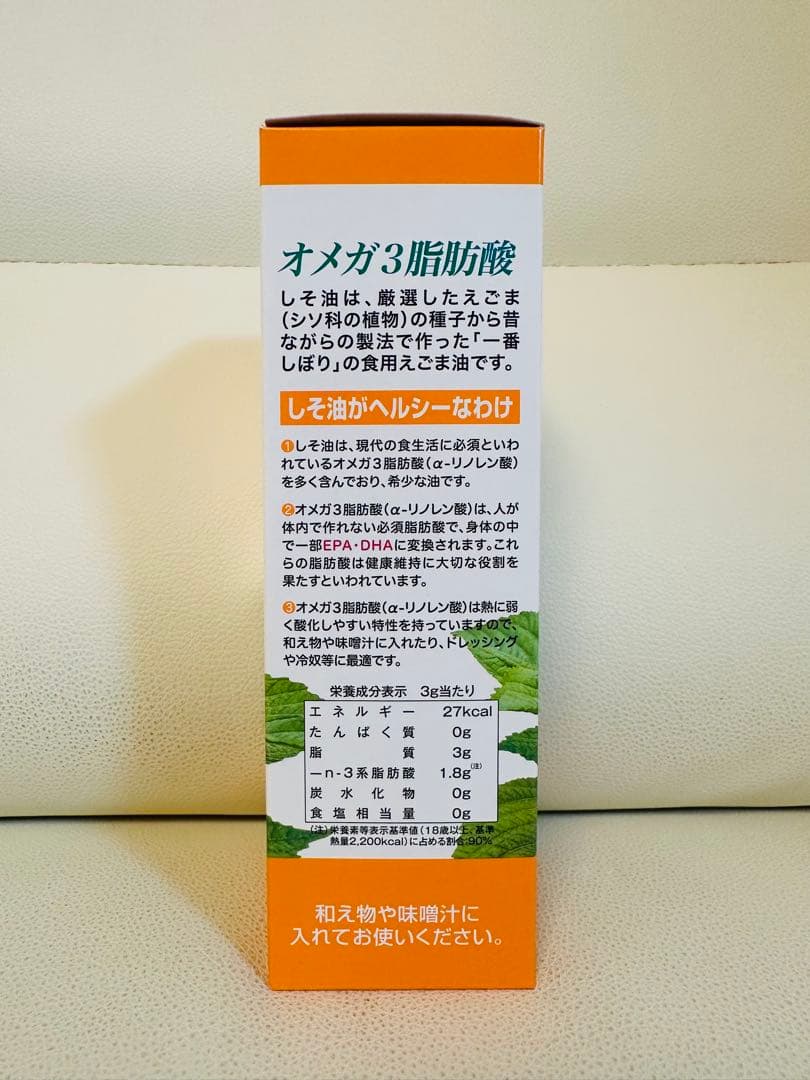 オメガ3脂肪酸
しそ油は、厳選したえごま
(シソ科の植物)の種子から昔
ながらの製法で作った「一番
しぼり」の食用えごま油です。
しそ油がヘルシーなわけ
❶しそ油は、現代の食生活に必須といわ
れているオメガ3脂肪酸(α-リノレン酸)
を多く含んでおり、希少な油です。
❷オメガ3脂肪酸(α-リノレン酸)は、人が
体内で作れない必須脂肪酸で、身体の中
で一部EPA・DHAに変換されます。これ
らの脂肪酸は健康維持に大切な役割を
果たすといわれています。
❸オメガ3脂肪酸(α-リノレン酸)は熱に弱
く酸化しやすい特性を持っていますので、
和え物や味噌汁に入れたり、ドレッシング
や冷奴等に最適です。
栄養成分表示 3g当たり
エネルギー 27kcal
たんぱく質 0g
脂質 3g
ーn-3系脂肪酸 1.8g(注)
炭水化物 0g
食塩相当量 0g
(注)栄養素等表示基準値(18歳以上、基準
熱量2,200kcal)に占める割合:90%
和え物や味噌汁に
入れてお使いください。